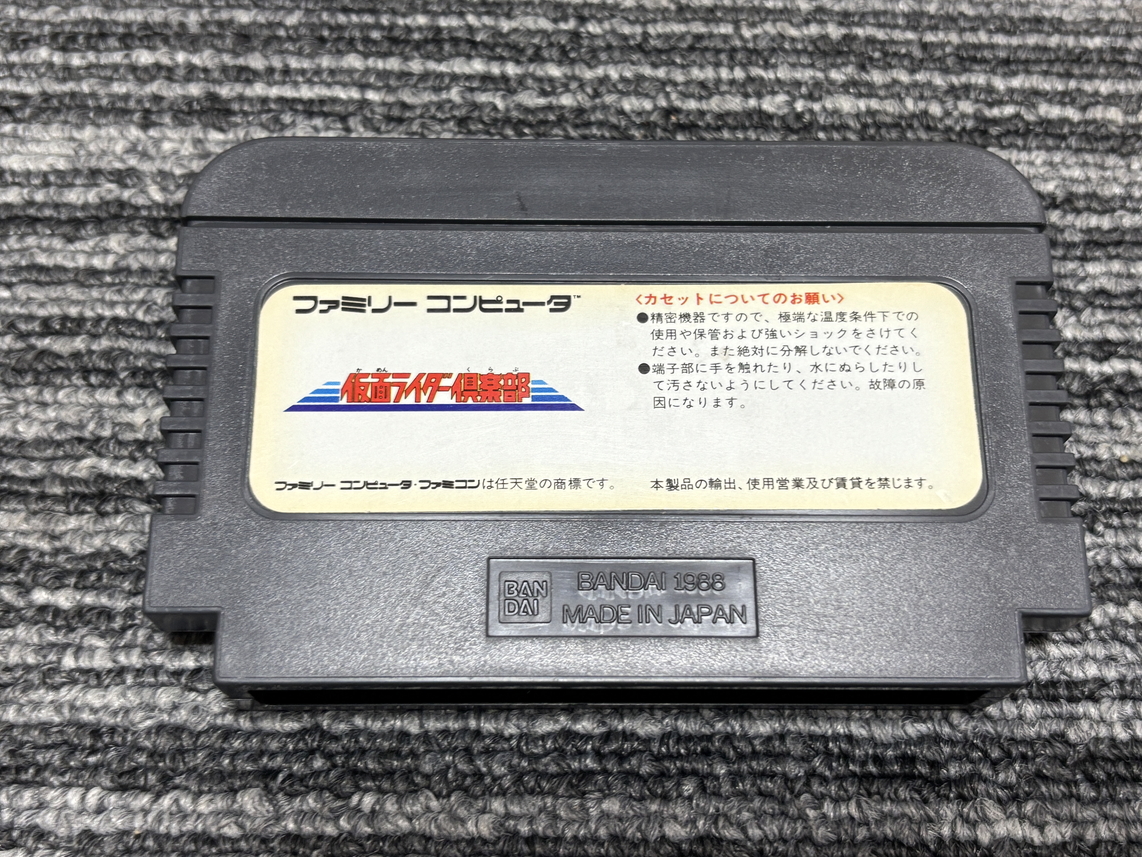 ファミリー コンピュータ™
かめん くらぶ
仮面ライダー倶楽部
〈カセットについてのお願い〉
●精密機器ですので、極端な温度条件下での
使用や保管および強いショックをさけてく
ださい。また絶対に分解しないでください。
●端子部に手を触れたり、水にぬらしたりし
て汚さないようにしてください。故障の原
因になります。
ファミリー コンピュータ・ファミコンは任天堂の商標です。
本製品の輸出、使用営業及び賃貸を禁じます。
BAN
DAI
BANDAI 1988
MADE IN JAPAN